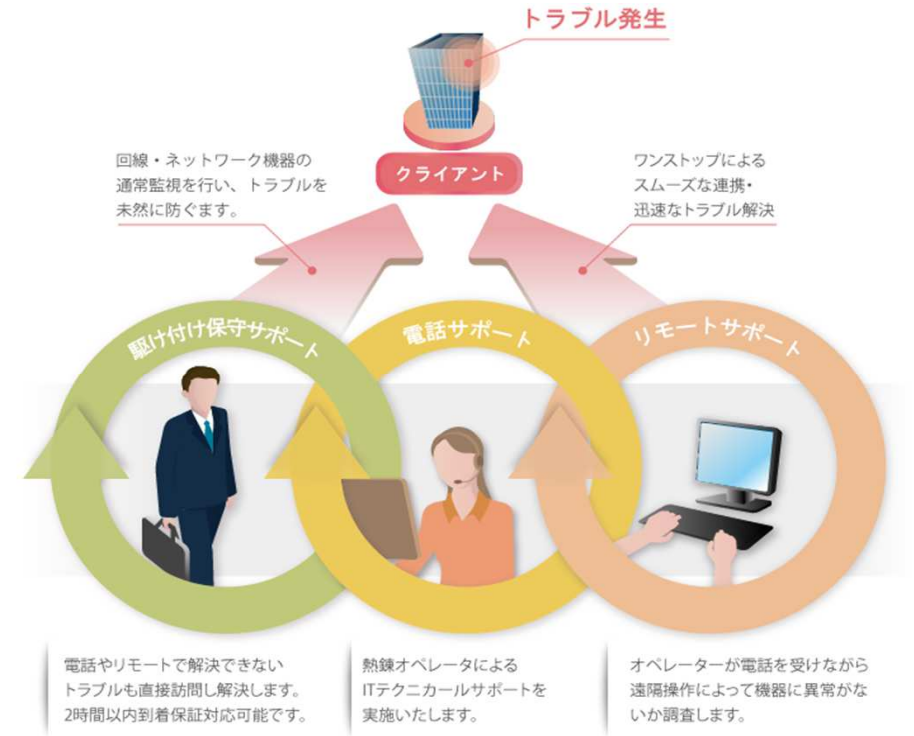 トラブル発生
クライアント
回線・ネットワーク機器の
通常監視を行い、トラブルを
未然に防ぐます。
ワンストップによる
スムーズな連携・
迅速なトラブル解決
駆け付け保守サポート
電話サポート
リモートサポート
電話やリモートで解決できない
トラブルも直接訪問し解決します。
2時間以内到着保証対応可能です。
熱錬オペレータによる
ITテクニカールサポートを
実施いたします。
オペレーターが電話を受けながら
遠隔操作によって機器に異常がな
いか調査します。